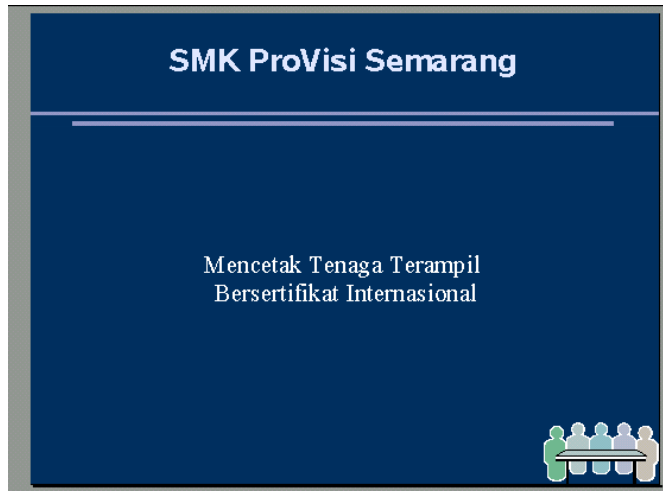 SMK ProVisi Semarang
Mencetak Tenaga Terampil
Bersertifikat Internasional